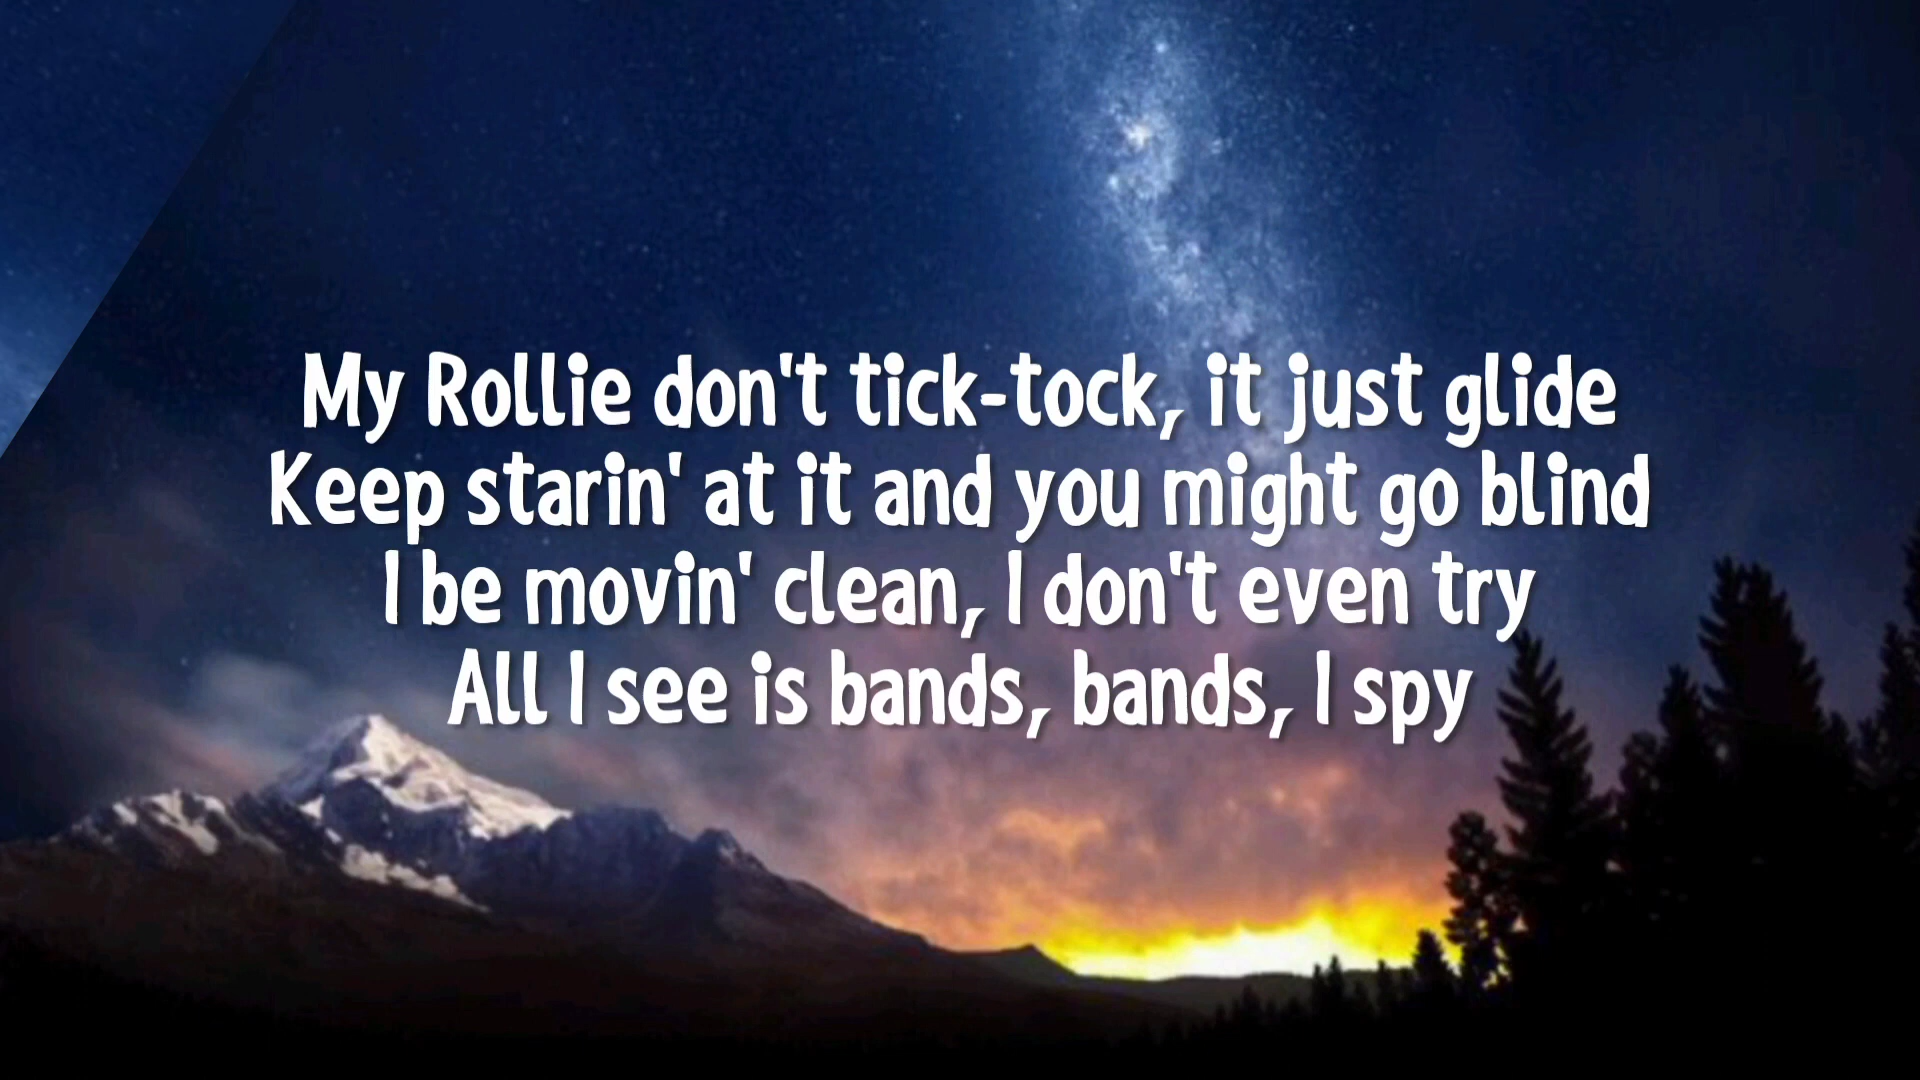 My Rollie don't tick-tock, it just glide
Keep starin' at it and you might go blind
I be movin' clean, I don't even try
All I see is bands, bands, I spy